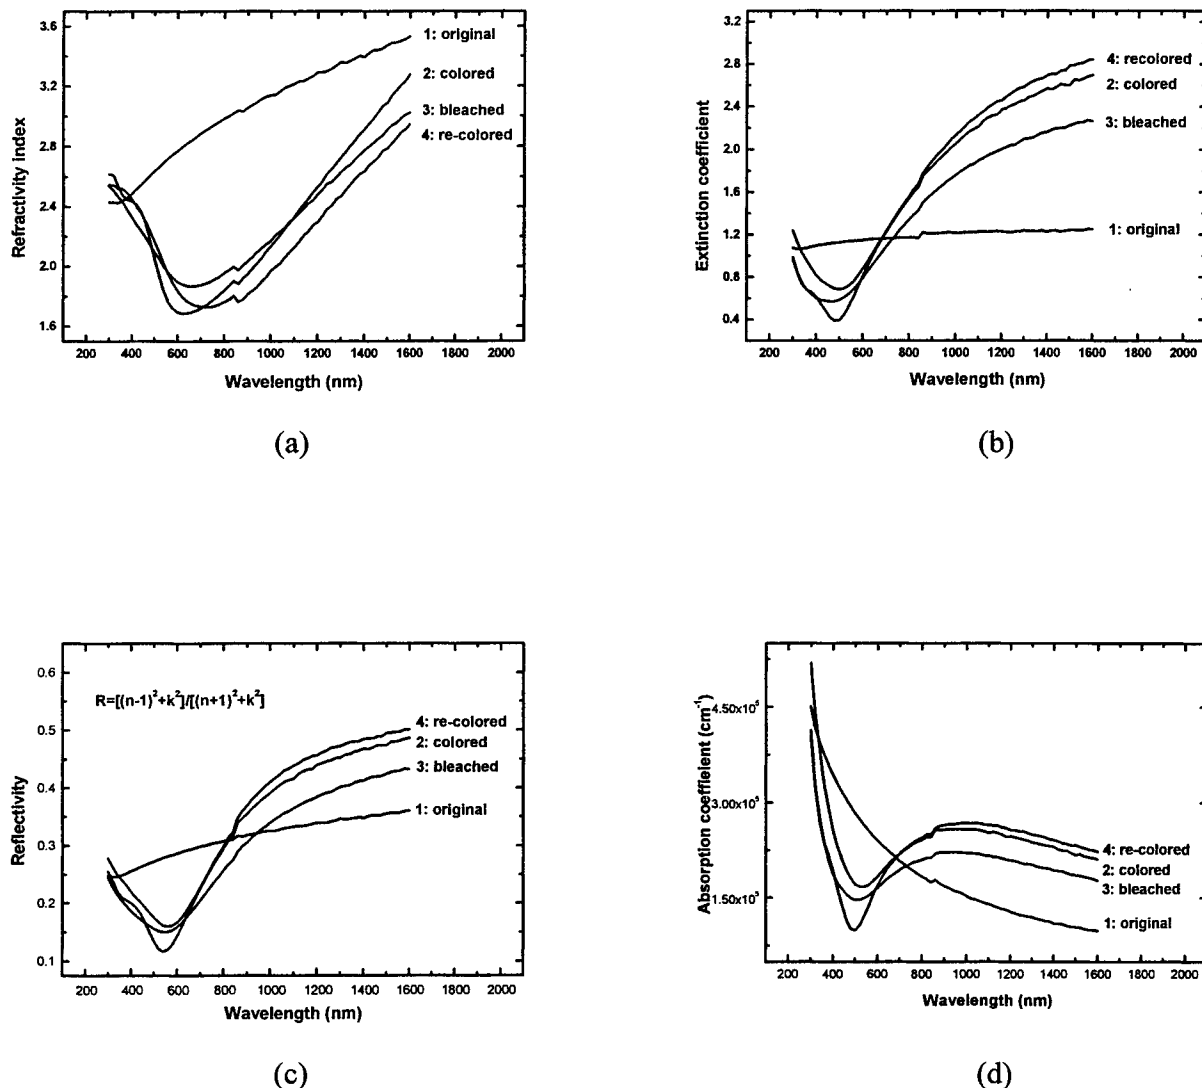 3.6
3.2
2.8
2.4
2.0
1.6
Refractivity index
1: original
2: colored
3: bleached
4: re-colored
200 400 600 800 1000 1200 1400 1600 1800 2000
Wavelength (nm)
(a)
3.2
2.8
2.4
2.0
1.6
1.2
0.8
0.4
Extinction coefficient
4: recolored
2: colored
3: bleached
1: original
200 400 600 800 1000 1200 1400 1600 1800 2000
Wavelength (nm)
(b)
0.6
0.5
0.4
0.3
0.2
0.1
Reflectivity
R=[(n-1)²+k²]/[(n+1)²+k²]
4: re-colored
2: colored
3: bleached
1: original
200 400 600 800 1000 1200 1400 1600 1800 2000
Wavelength (nm)
(c)
4.50x10⁵
3.00x10⁵
1.50x10⁵
Absorption coeffielent (cm⁻¹)
4: re-colored
2: colored
3: bleached
1: original
200 400 600 800 1000 1200 1400 1600 1800 2000
Wavelength (nm)
(d)